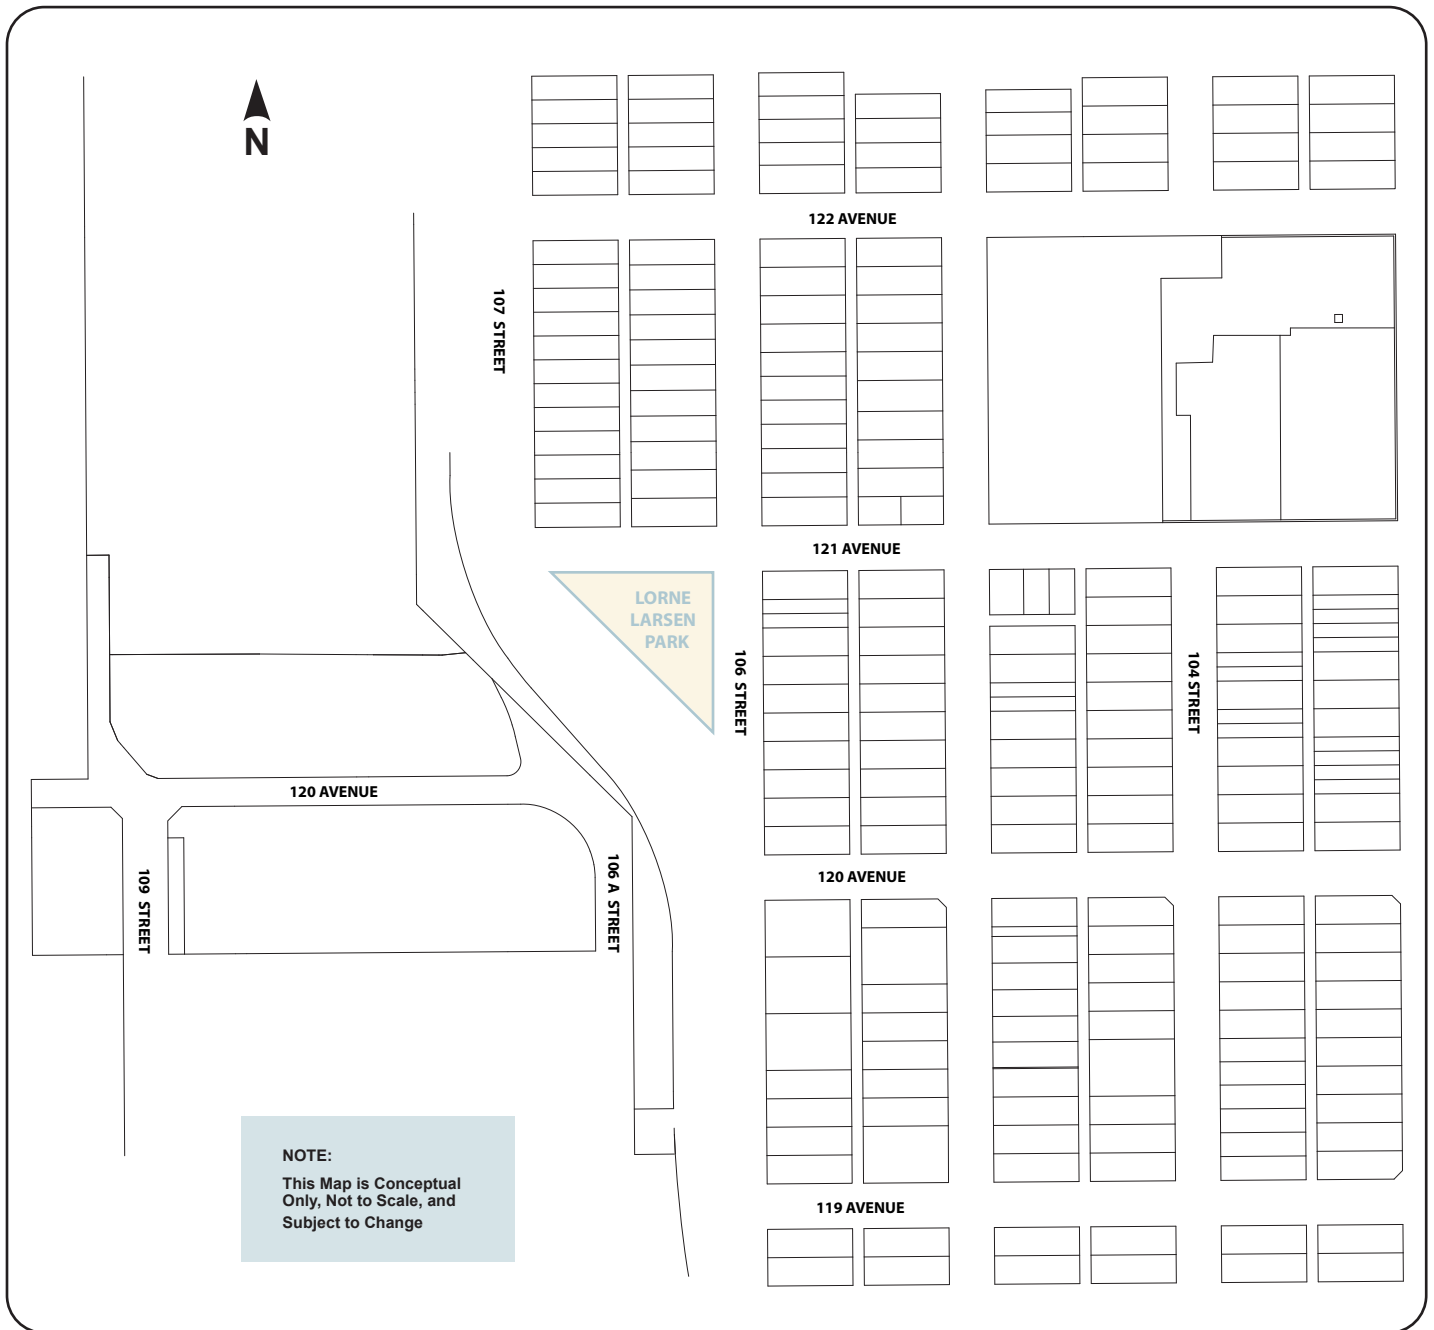 N
122 AVENUE
107 STREET
121 AVENUE
LORNE
LARSEN
PARK
106 STREET
104 STREET
120 AVENUE
109 STREET
106 A STREET
120 AVENUE
NOTE:
This Map is Conceptual
Only, Not to Scale, and
Subject to Change
119 AVENUE